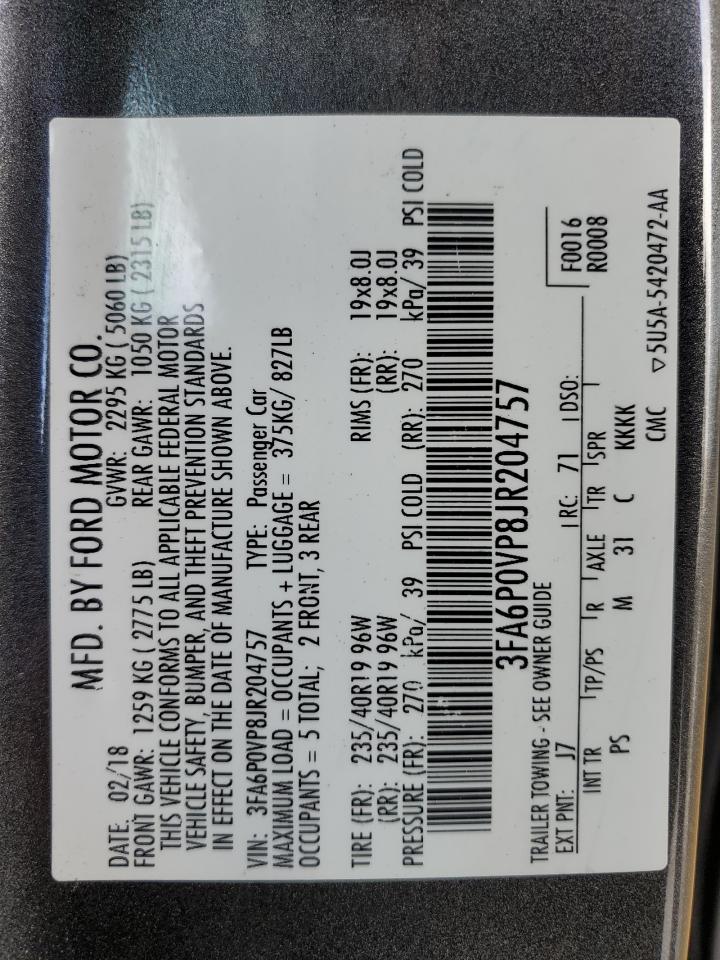 MFD. BY FORD MOTOR CO.
DATE: 02/18 GVWR: 2295 KG ( 5060 LB)
FRONT GAWR: 1259 KG ( 2775 LB) REAR GAWR: 1050 KG ( 2315 LB)
THIS VEHICLE CONFORMS TO ALL APPLICABLE FEDERAL MOTOR
VEHICLE SAFETY, BUMPER, AND THEFT PREVENTION STANDARDS
IN EFFECT ON THE DATE OF MANUFACTURE SHOWN ABOVE.
VIN: 3FA6P0VP8JR204757 TYPE: Passenger Car
MAXIMUM LOAD = OCCUPANTS + LUGGAGE = 375KG/ 827LB
OCCUPANTS = 5 TOTAL; 2 FRONT, 3 REAR
TIRE (FR): 235/40R19 96W RIMS (FR): 19x8.0J
(RR): 235/40R19 96W (RR): 19x8.0J
PRESSURE (FR): 270 kPa/ 39 PSI COLD (RR): 270 kPa/ 39 PSI COLD
3FA6P0VP8JR204757
TRAILER TOWING - SEE OWNER GUIDE F0016
EXT PNT: J7 RC: 71 DSO: R0008
INT TR TP/PS R AXLE TR SPR
PS M 31 C KKKK
CMC ▽5U5A-5420472-AA